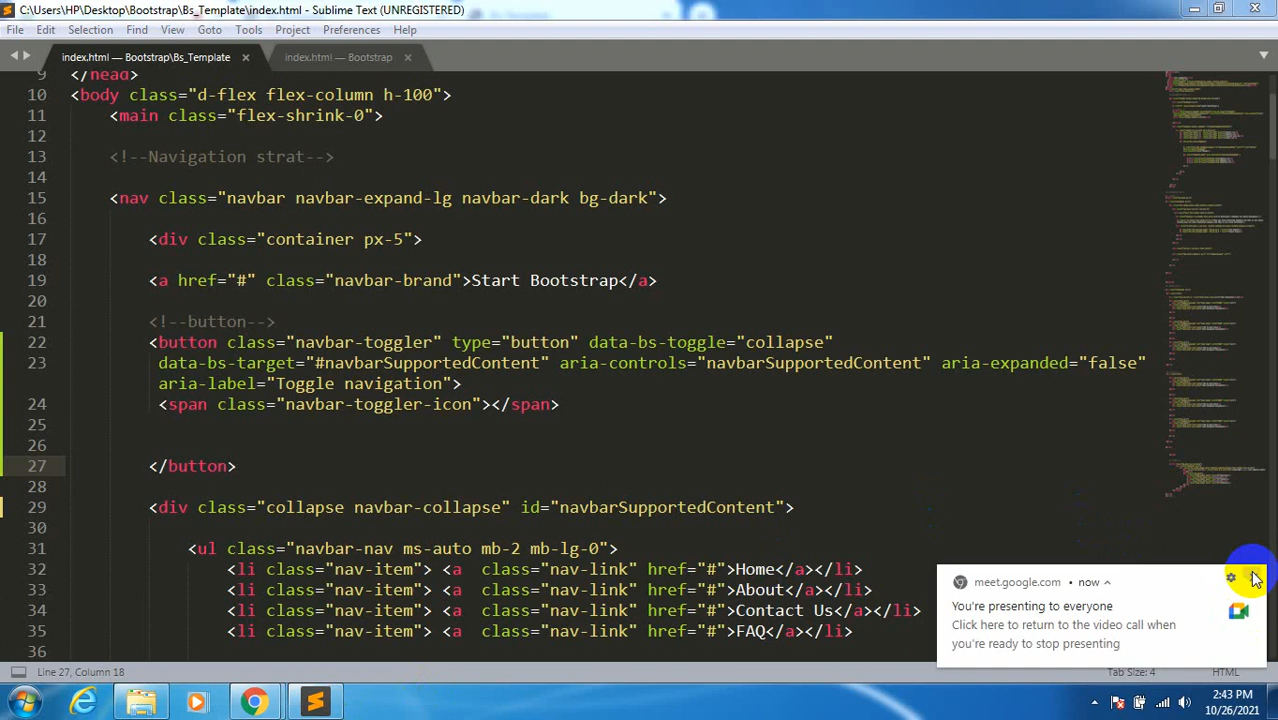 C:\Users\HP\Desktop\Bootstrap\Bs_Template\index.html - Sublime Text (UNREGISTERED)
File Edit Selection Find View Goto Tools Project Preferences Help
index.html — Bootstrap\Bs_Template index.html — Bootstrap
9 </head>
10 <body class="d-flex flex-column h-100">
11 <main class="flex-shrink-0">
12
13 <!--Navigation strat-->
14
15 <nav class="navbar navbar-expand-lg navbar-dark bg-dark">
16
17 <div class="container px-5">
18
19 <a href="#" class="navbar-brand">Start Bootstrap</a>
20
21 <!--button-->
22 <button class="navbar-toggler" type="button" data-bs-toggle="collapse"
23 data-bs-target="#navbarSupportedContent" aria-controls="navbarSupportedContent" aria-expanded="false"
aria-label="Toggle navigation">
24 <span class="navbar-toggler-icon"></span>
25
26
27 </button>
28
29 <div class="collapse navbar-collapse" id="navbarSupportedContent">
30
31 <ul class="navbar-nav ms-auto mb-2 mb-lg-0">
32 <li class="nav-item"> <a  class="nav-link" href="#">Home</a></li>
33 <li class="nav-item"> <a  class="nav-link" href="#">About</a></li>
34 <li class="nav-item"> <a  class="nav-link" href="#">Contact Us</a></li>
35 <li class="nav-item"> <a  class="nav-link" href="#">FAQ</a></li>
36
meet.google.com • now
You're presenting to everyone
Click here to return to the video call when
you're ready to stop presenting
Line 27, Column 18 Tab Size: 4 HTML
2:43 PM
10/26/2021